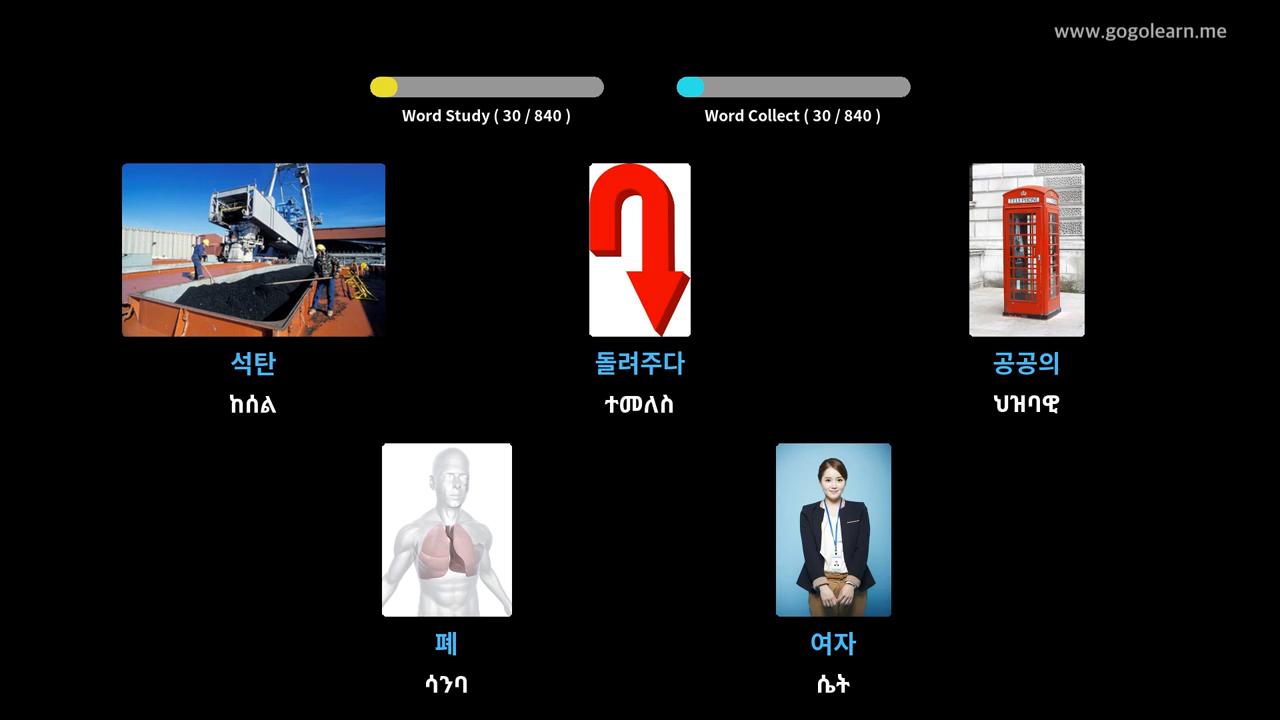 www.gogolearn.me
Word Study ( 30 / 840 )
Word Collect ( 30 / 840 )
TELEPHONE
석탄
돌려주다
공공의
ከሰል
ተመለስ
ህዝባዊ
폐
여자
ሳንባ
ሴት